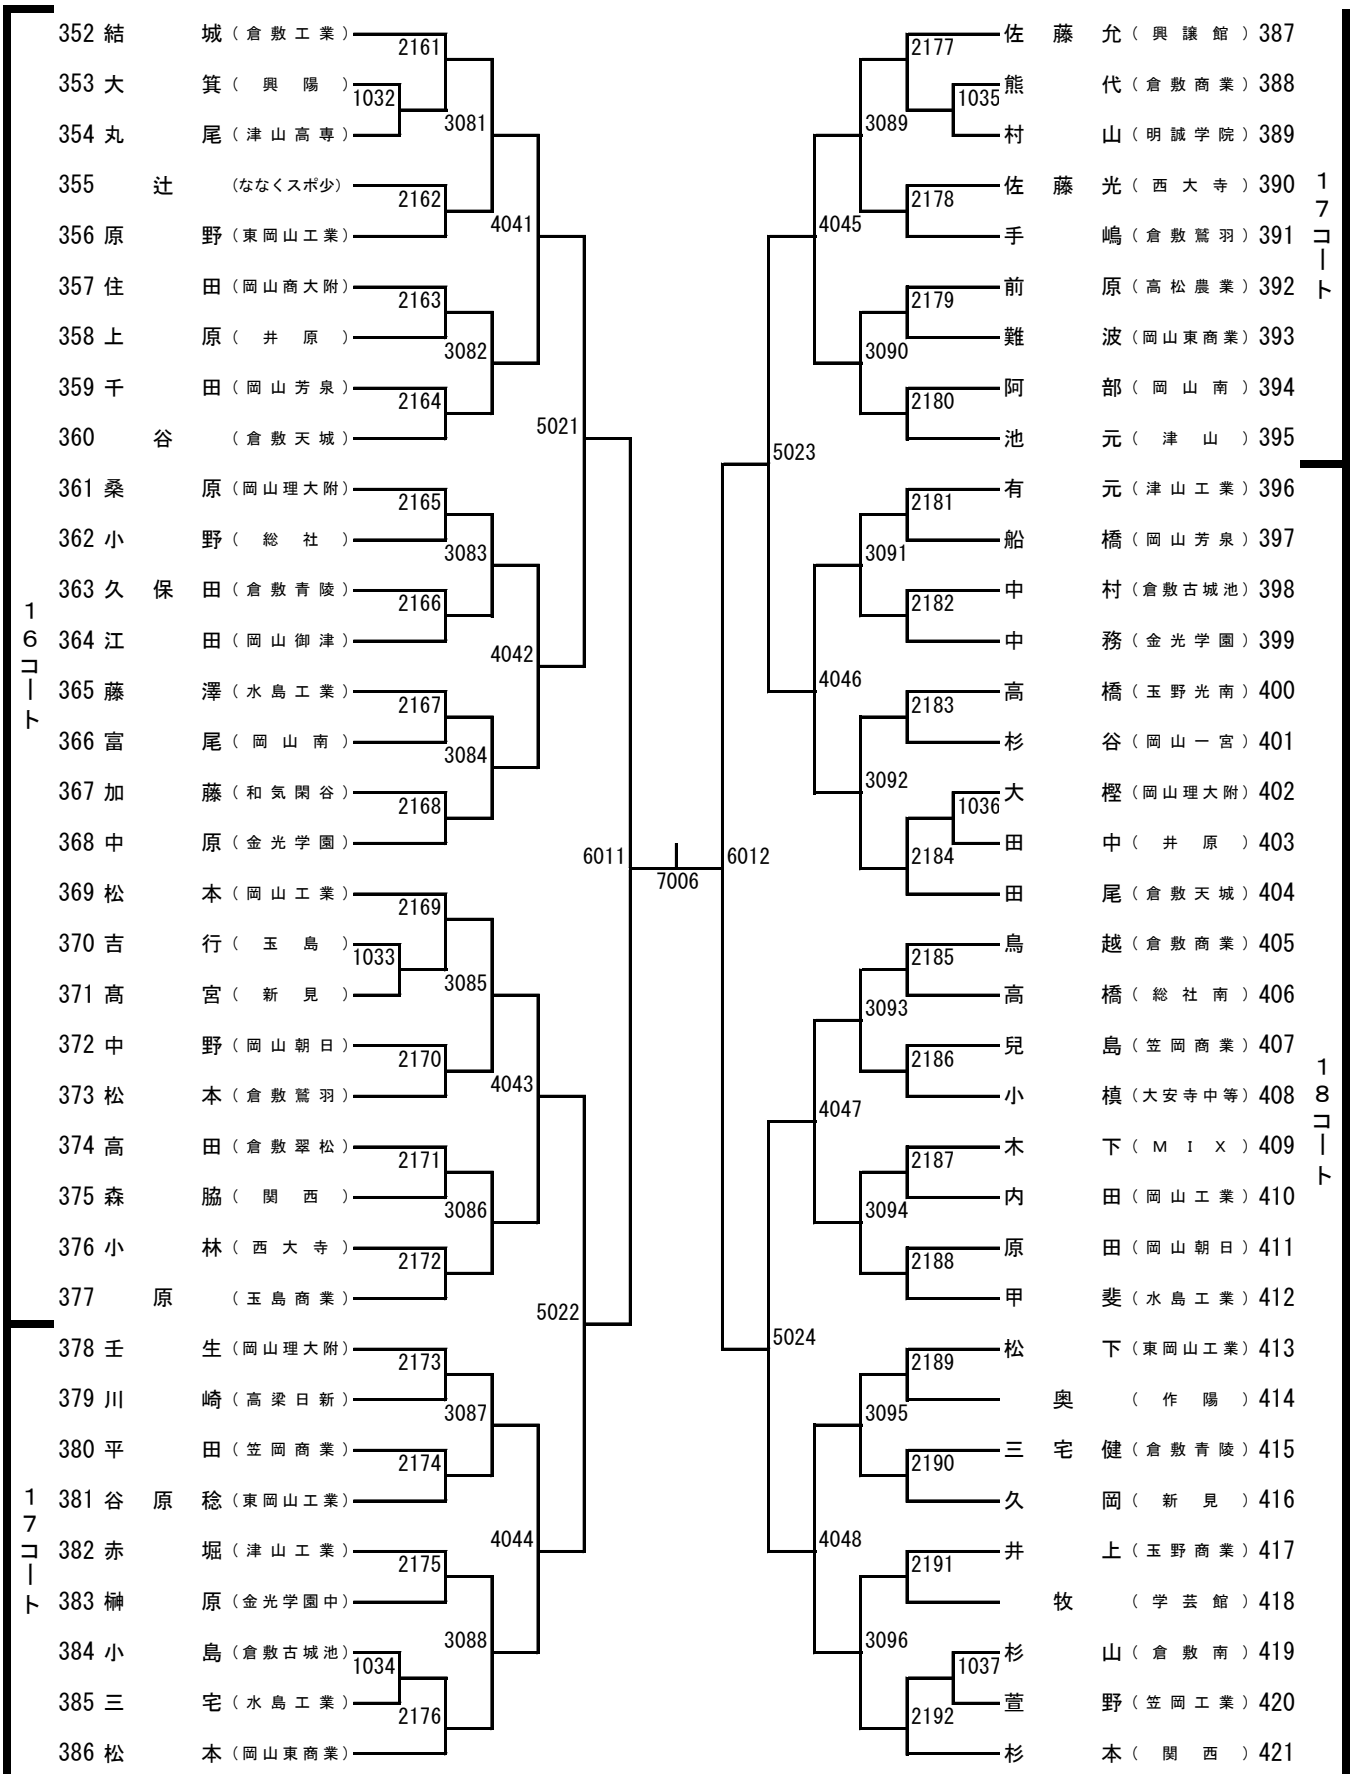 352 結城（倉敷工業）
353 大箕（興陽）
354 丸尾（津山高専）
355 辻（ななくスポ少）
356 原野（東岡山工業）
357 住田（岡山商大附）
358 上原（井原）
359 千田（岡山芳泉）
360 谷（倉敷天城）
361 桑原（岡山理大附）
362 小野（総社）
363 久保田（倉敷青陵）
364 江田（岡山御津）
365 藤澤（水島工業）
366 富尾（岡山南）
367 加藤（和気閑谷）
368 中原（金光学園）
369 松本（岡山工業）
370 吉行（玉島）
371 髙宮（新見）
372 中野（岡山朝日）
373 松本（倉敷鷲羽）
374 高田（倉敷翠松）
375 森脇（関西）
376 小林（西大寺）
377 原（玉島商業）
378 壬生（岡山理大附）
379 川崎（高梁日新）
380 平田（笠岡商業）
381 谷原稔（東岡山工業）
382 赤堀（津山工業）
383 榊原（金光学園中）
384 小島（倉敷古城池）
385 三宅（水島工業）
386 松本（岡山東商業）
16コート
17コート
1032
1033
1034
2161
2162
2163
2164
2165
2166
2167
2168
2169
2170
2171
2172
2173
2174
2175
2176
3081
3082
3083
3084
3085
3086
3087
3088
4041
4042
4043
4044
5021
5022
6011
7006
6012
5023
5024
4045
4046
4047
4048
3089
3090
3091
3092
3093
3094
3095
3096
2177
2178
2179
2180
2181
2182
2183
2184
2185
2186
2187
2188
2189
2190
2191
2192
1035
1036
1037
佐藤允（興譲館）387
熊代（倉敷商業）388
村山（明誠学院）389
佐藤光（西大寺）390
手嶋（倉敷鷲羽）391
前原（高松農業）392
難波（岡山東商業）393
阿部（岡山南）394
池元（津山）395
有元（津山工業）396
船橋（岡山芳泉）397
中村（倉敷古城池）398
中務（金光学園）399
高橋（玉野光南）400
杉谷（岡山一宮）401
大樫（岡山理大附）402
田中（井原）403
田尾（倉敷天城）404
鳥越（倉敷商業）405
高橋（総社南）406
兒島（笠岡商業）407
小槙（大安寺中等）408
木下（ＭＩＸ）409
内田（岡山工業）410
原田（岡山朝日）411
甲斐（水島工業）412
松下（東岡山工業）413
奥（作陽）414
三宅健（倉敷青陵）415
久岡（新見）416
井上（玉野商業）417
牧（学芸館）418
杉山（倉敷南）419
萱野（笠岡工業）420
杉本（関西）421
17コート
18コート